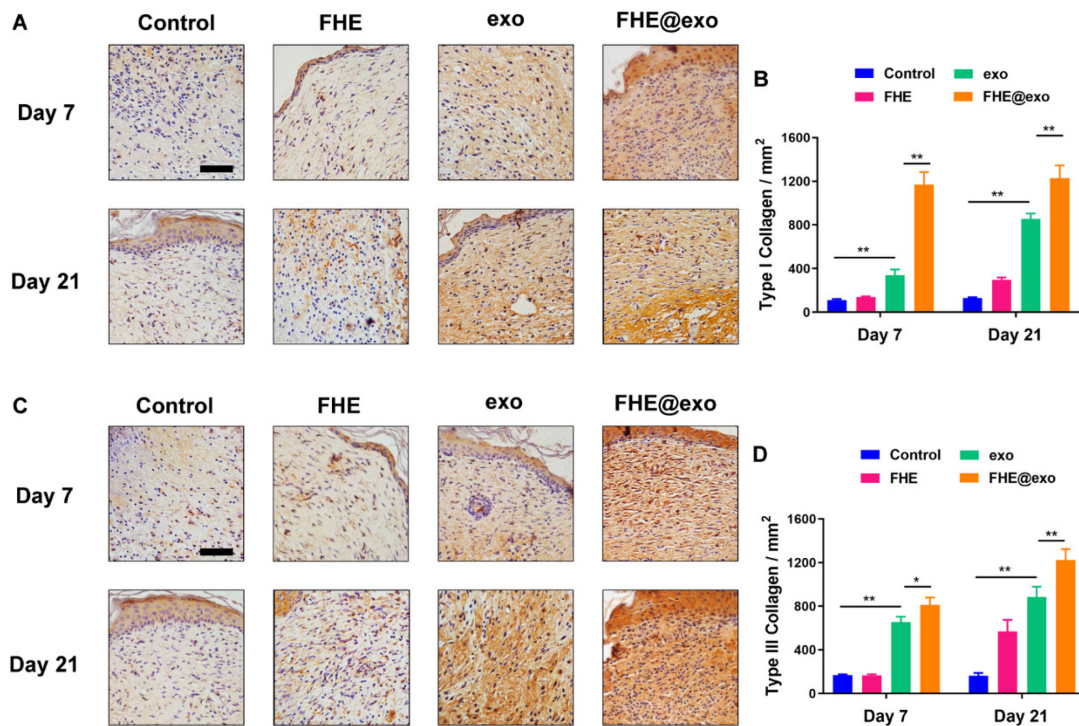 A
Control FHE exo FHE@exo
Day 7
Day 21
B
Control exo
FHE FHE@exo
Type I Collagen / mm²
1600
1200
800
400
0
** ** ** **
Day 7 Day 21
C
Control FHE exo FHE@exo
Day 7
Day 21
D
Control exo
FHE FHE@exo
Type III Collagen / mm²
1600
1200
800
400
0
** * ** **
Day 7 Day 21